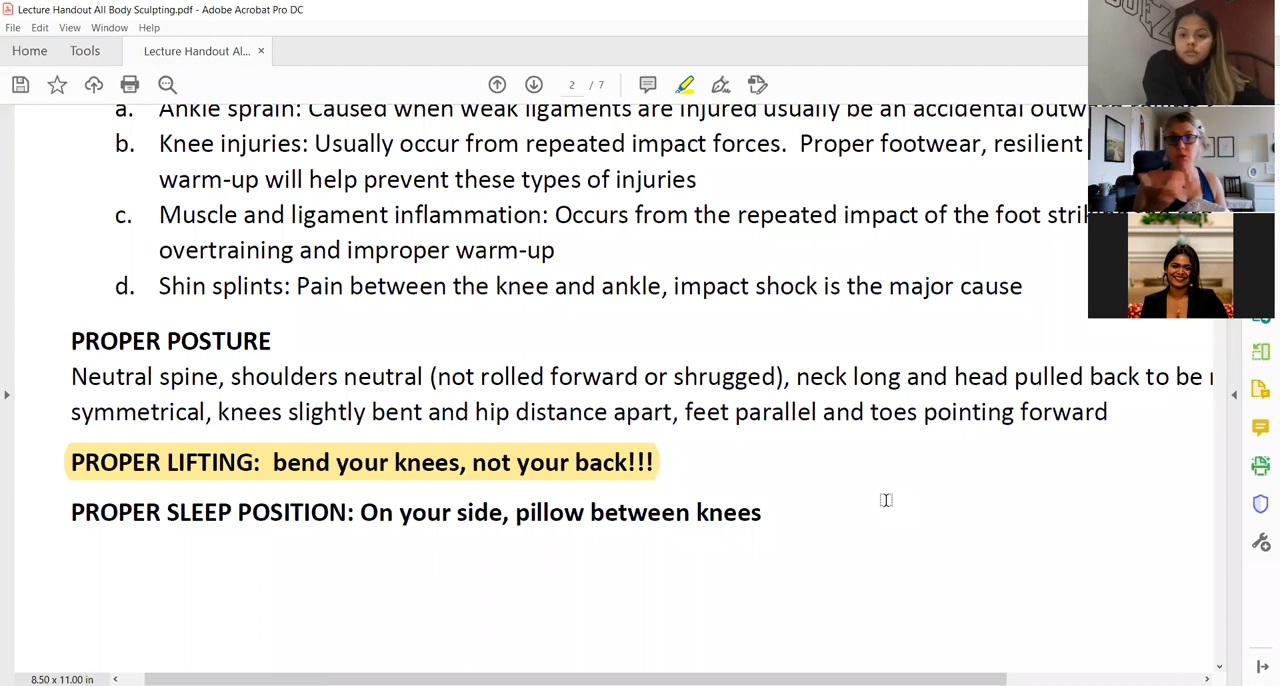 Lecture Handout All Body Sculpting.pdf - Adobe Acrobat Pro DC
File Edit View Window Help
Home Tools Lecture Handout Al... ×
2 / 7
a. Ankle sprain: Caused when weak ligaments are injured usually be an accidental
b. Knee injuries: Usually occur from repeated impact forces. Proper footwear, resilient
warm-up will help prevent these types of injuries
c. Muscle and ligament inflammation: Occurs from the repeated impact of the foot
overtraining and improper warm-up
d. Shin splints: Pain between the knee and ankle, impact shock is the major cause
PROPER POSTURE
Neutral spine, shoulders neutral (not rolled forward or shrugged), neck long and head pulled back to be
symmetrical, knees slightly bent and hip distance apart, feet parallel and toes pointing forward
PROPER LIFTING: bend your knees, not your back!!!
PROPER SLEEP POSITION: On your side, pillow between knees
8.50 x 11.00 in